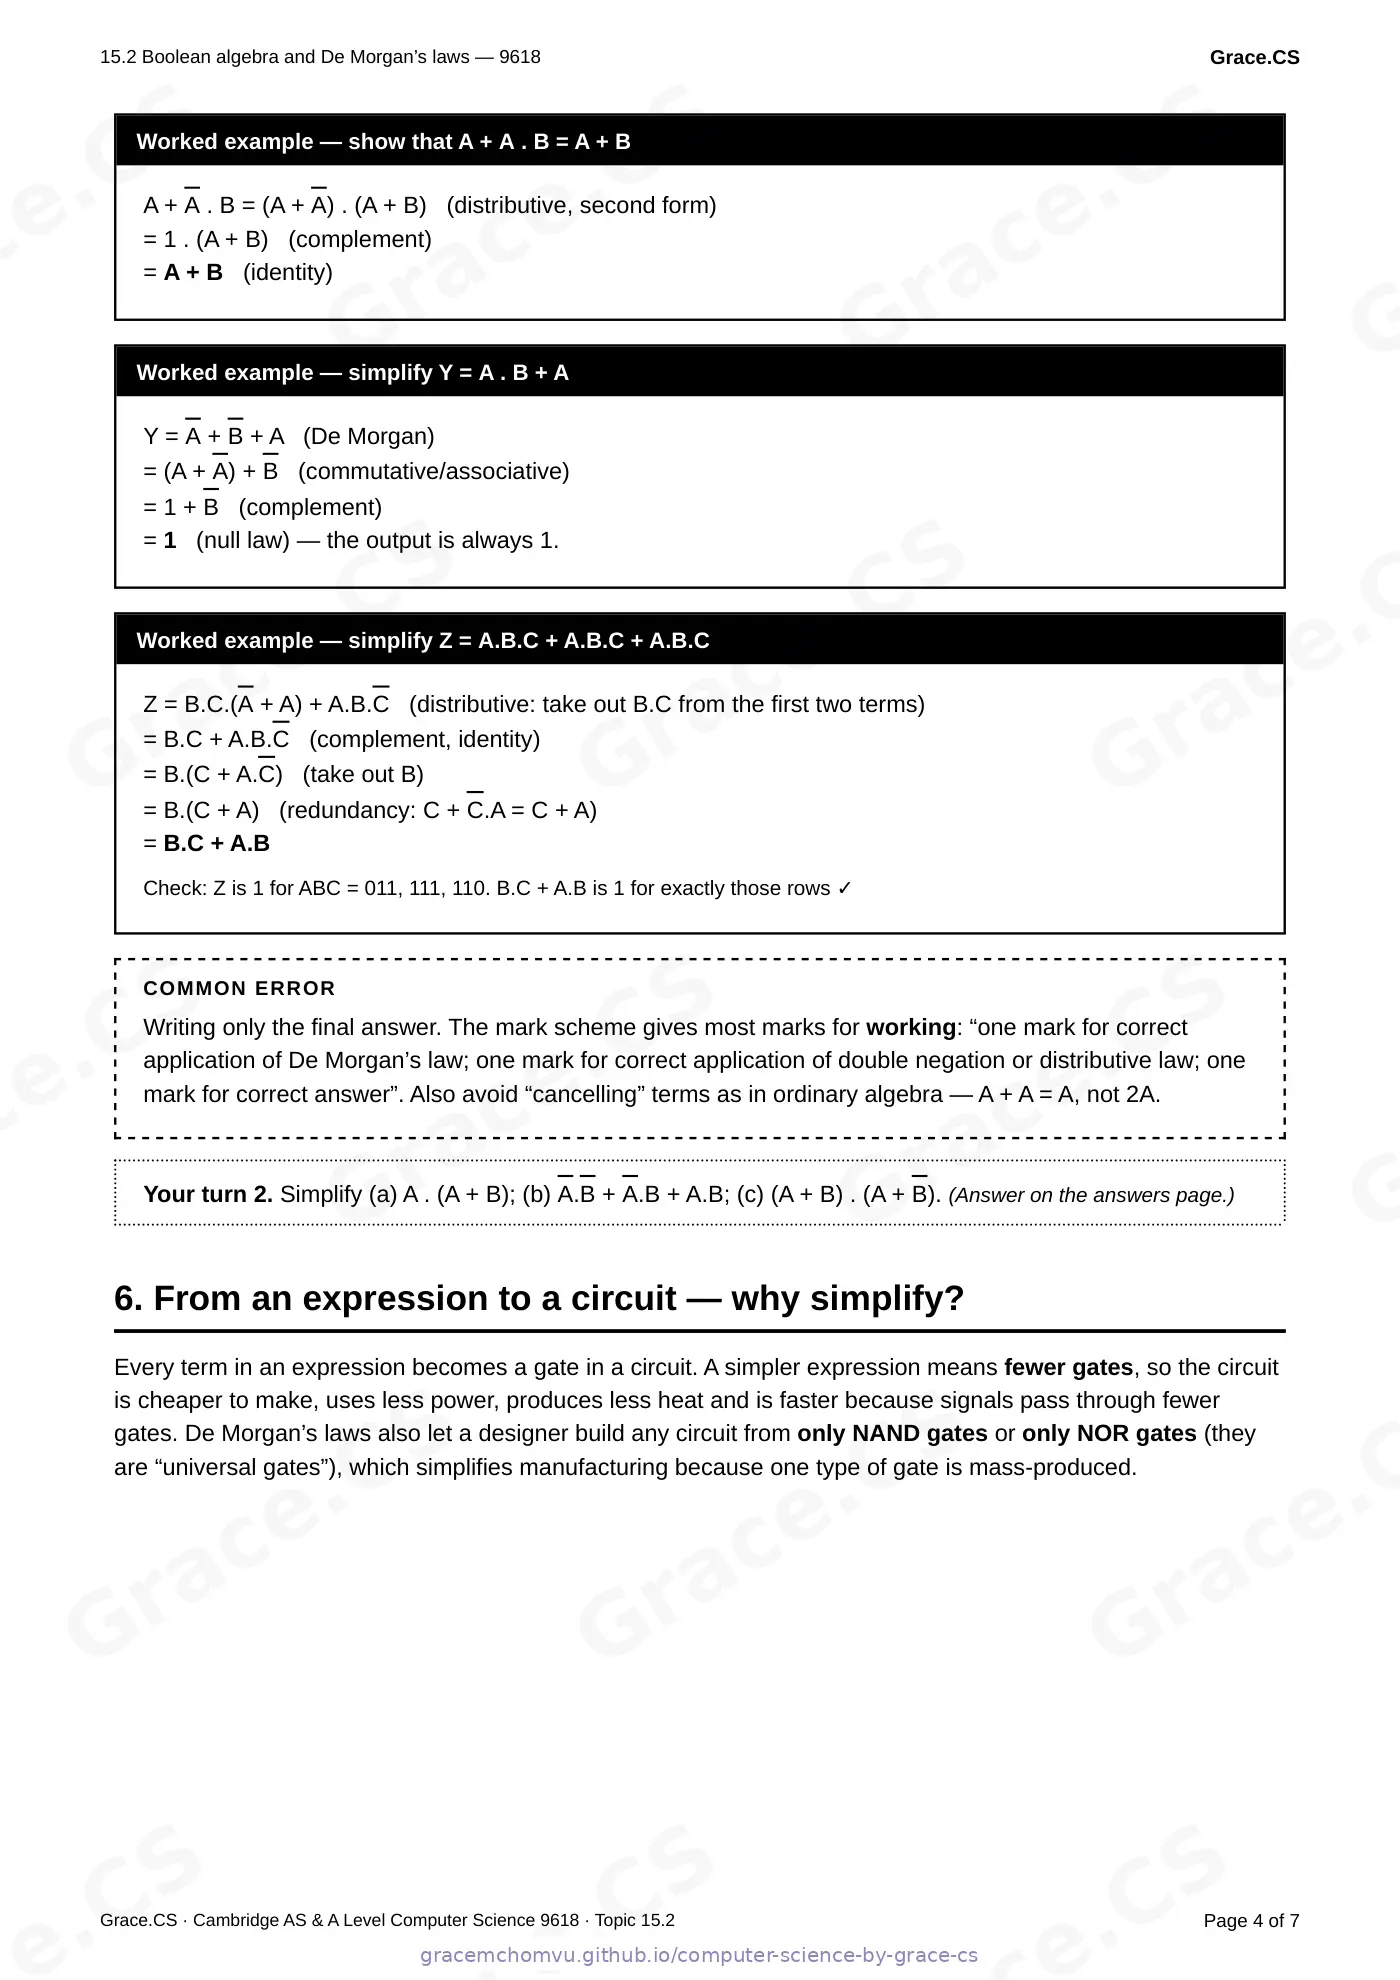 15.2 Boolean algebra and De Morgan’s laws — 9618
Grace.CS
Worked example — show that A + A . B = A + B
A + A̅ . B = (A + A̅) . (A + B) (distributive, second form)
= 1 . (A + B) (complement)
= A + B (identity)
Worked example — simplify Y = A . B + A
Y = A̅ + B̅ + A (De Morgan)
= (A + A̅) + B̅ (commutative/associative)
= 1 + B̅ (complement)
= 1 (null law) — the output is always 1.
Worked example — simplify Z = A.B.C + A.B.C + A.B.C
Z = B.C.(A̅ + A) + A.B.C̅ (distributive: take out B.C from the first two terms)
= B.C + A.B.C̅ (complement, identity)
= B.(C + A.C̅) (take out B)
= B.(C + A) (redundancy: C + C̅.A = C + A)
= B.C + A.B
Check: Z is 1 for ABC = 011, 111, 110. B.C + A.B is 1 for exactly those rows ✓
COMMON ERROR
Writing only the final answer. The mark scheme gives most marks for working: “one mark for correct
application of De Morgan’s law; one mark for correct application of double negation or distributive law; one
mark for correct answer”. Also avoid “cancelling” terms as in ordinary algebra — A + A = A, not 2A.
Your turn 2. Simplify (a) A . (A + B); (b) A̅.B̅ + A̅.B + A.B; (c) (A + B) . (A + B̅). (Answer on the answers page.)
6. From an expression to a circuit — why simplify?
Every term in an expression becomes a gate in a circuit. A simpler expression means fewer gates, so the circuit
is cheaper to make, uses less power, produces less heat and is faster because signals pass through fewer
gates. De Morgan’s laws also let a designer build any circuit from only NAND gates or only NOR gates (they
are “universal gates”), which simplifies manufacturing because one type of gate is mass-produced.
Grace.CS · Cambridge AS & A Level Computer Science 9618 · Topic 15.2
Page 4 of 7
gracemchomvu.github.io/computer-science-by-grace-cs